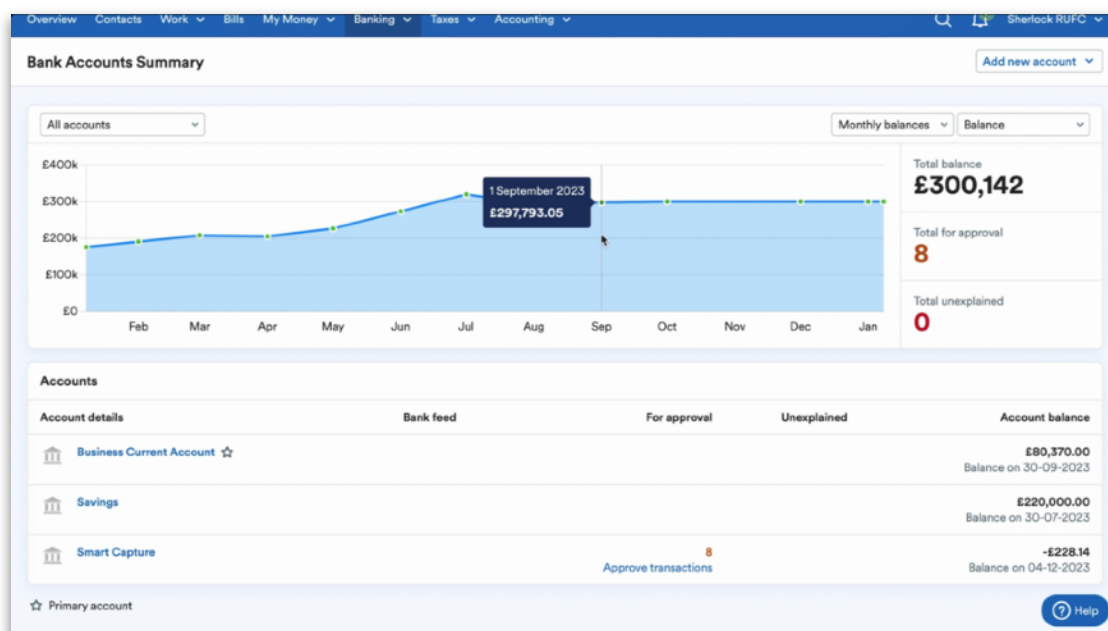 Overview Contacts Work Bills My Money Banking Taxes Accounting Sherlock RUFC
Bank Accounts Summary
Add new account
All accounts
Monthly balances
Balance
£400k
£300k
£200k
£100k
£0
1 September 2023
£297,793.05
Feb Mar Apr May Jun Jul Aug Sep Oct Nov Dec Jan
Total balance
£300,142
Total for approval
8
Total unexplained
0
Accounts
Account details Bank feed For approval Unexplained Account balance
Business Current Account £80,370.00
Balance on 30-09-2023
Savings £220,000.00
Balance on 30-07-2023
Smart Capture 8 -£228.14
Approve transactions Balance on 04-12-2023
Primary account
Help